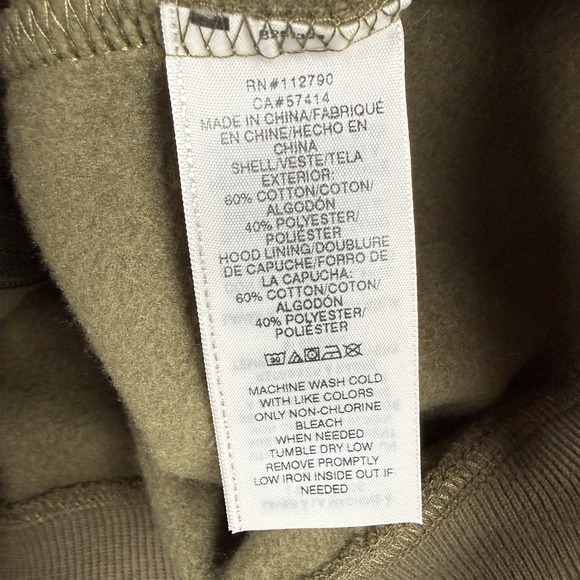 RN#112790
CA#57414
MADE IN CHINA/FABRIQUÉ
EN CHINE/HECHO EN
CHINA
SHELL/VESTE/TELA
EXTERIOR:
60% COTTON/COTON/
ALGODÓN
40% POLYESTER/
POLIÉSTER
HOOD LINING/DOUBLURE
DE CAPUCHE/FORRO DE
LA CAPUCHA:
60% COTTON/COTON/
ALGODÓN
40% POLYESTER/
POLIÉSTER
MACHINE WASH COLD
WITH LIKE COLORS
ONLY NON-CHLORINE
BLEACH
WHEN NEEDED
TUMBLE DRY LOW
REMOVE PROMPTLY
LOW IRON INSIDE OUT IF
NEEDED